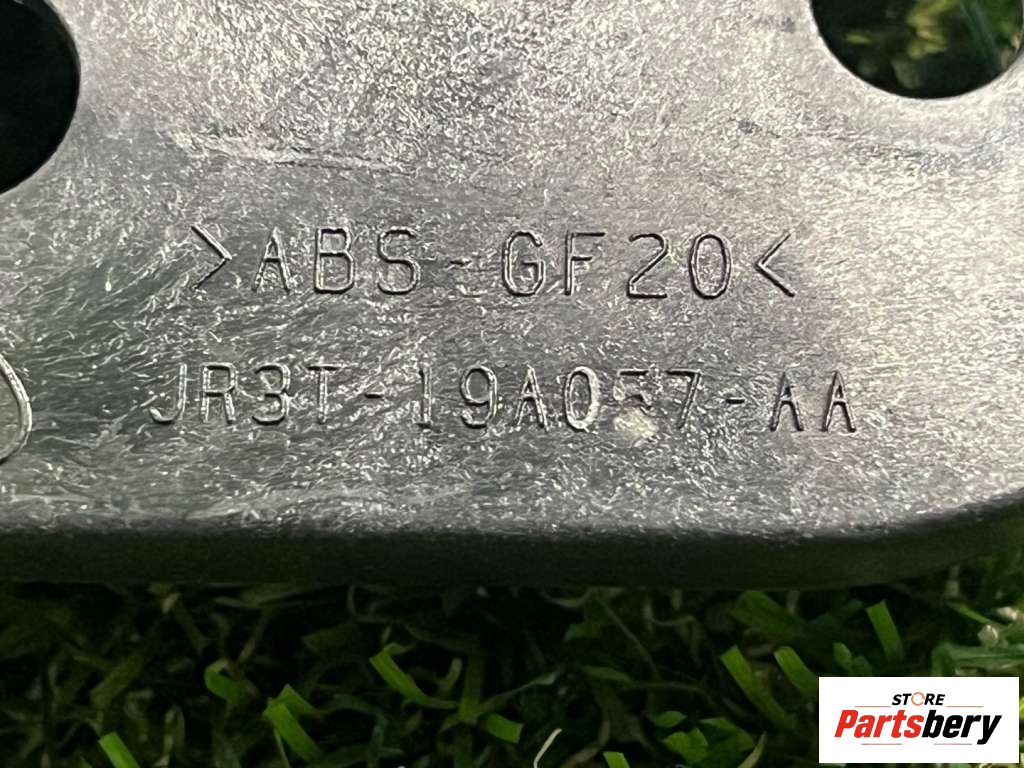 >ABS-GF20<
JR3T-19A057-AA
STORE
Partsbery